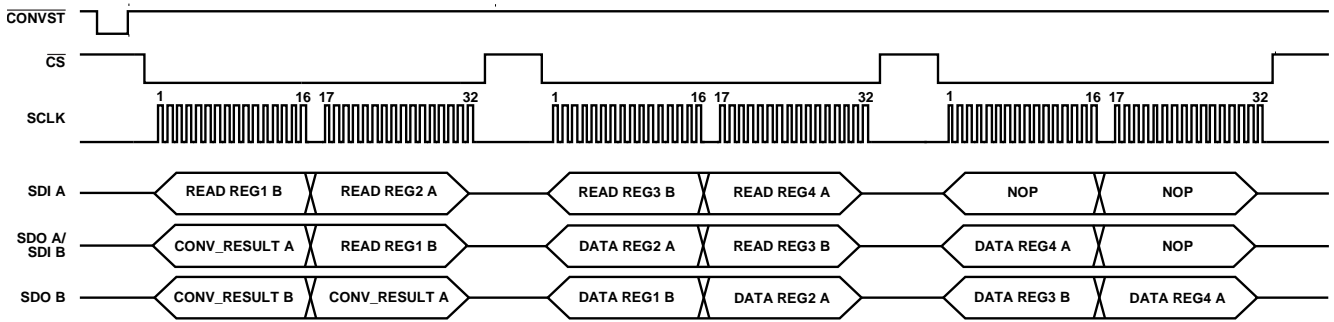 CONVST
CS
1 16 17 32 1 16 17 32 1 16 17 32
SCLK
SDI A READ REG1 B READ REG2 A READ REG3 B READ REG4 A NOP NOP
SDO A/
SDI B CONV_RESULT A READ REG1 B DATA REG2 A READ REG3 B DATA REG4 A NOP
SDO B CONV_RESULT B CONV_RESULT A DATA REG1 B DATA REG2 A DATA REG3 B DATA REG4 A